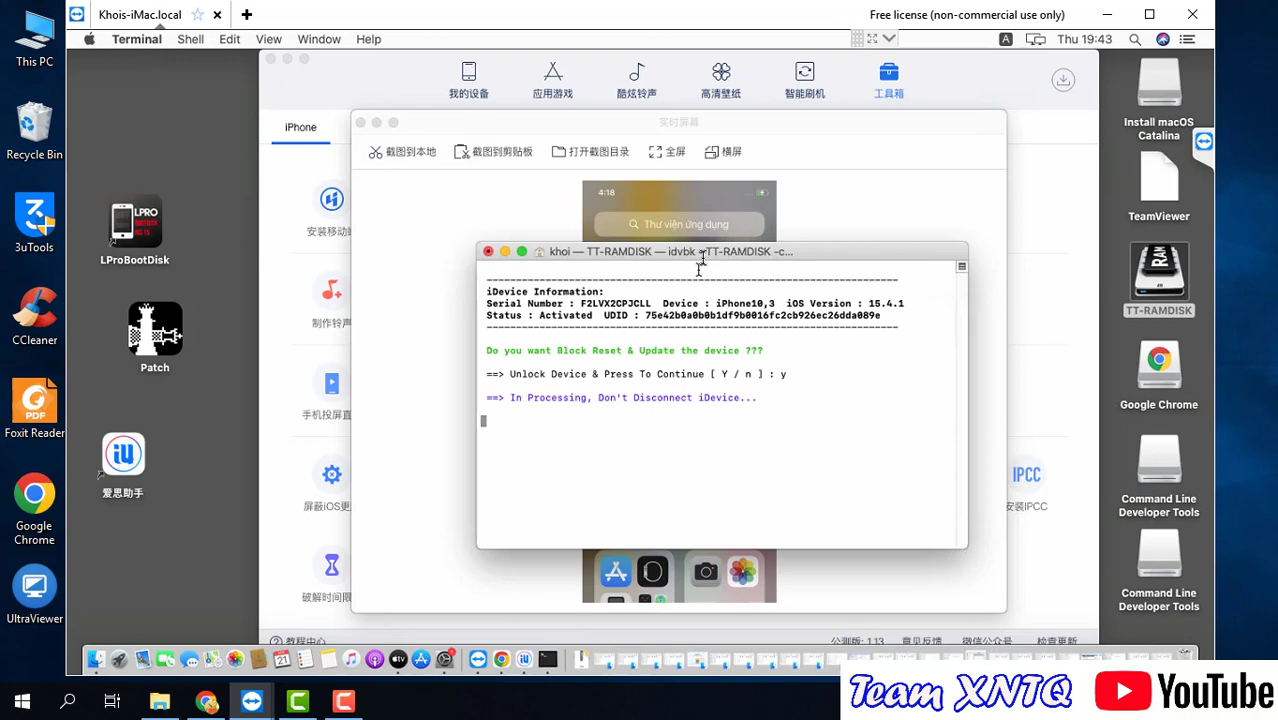 Khois-iMac.local
Free license (non-commercial use only)
Terminal Shell Edit View Window Help
A Thu 19:43
This PC
Recycle Bin
3uTools
CCleaner
Foxit Reader
Google
Chrome
UltraViewer
LPRO
LProBootDisk
Patch
爱思助手
我的设备 应用游戏 酷炫铃声 高清壁纸 智能刷机 工具箱
iPhone
实时屏幕
截图到本地 截图到剪贴板 打开截图目录 全屏 横屏
安装移动端
制作铃声
手机投屏直
屏蔽iOS更
破解时间限
4:18
Thư viện ứng dụng
khoi — TT-RAMDISK — idvbk ‹ TT-RAMDISK -c...
iDevice Information:
Serial Number : F2LVX2CPJCLL Device : iPhone10,3 iOS Version : 15.4.1
Status : Activated UDID : 75e42b0a0b0b1df9b0016fc2cb926ec26dda089e
Do you want Block Reset & Update the device ???
==> Unlock Device & Press To Continue [ Y / n ] : y
==> In Processing, Don't Disconnect iDevice...
IPCC
安装IPCC
教程中心
公测版: 1.13 意见反馈 微信公众号 检查更新
Install macOS
Catalina
TeamViewer
RAM
TT-RAMDISK
Google Chrome
Command Line
Developer Tools
Command Line
Developer Tools
21
Team XNTQ
YouTube